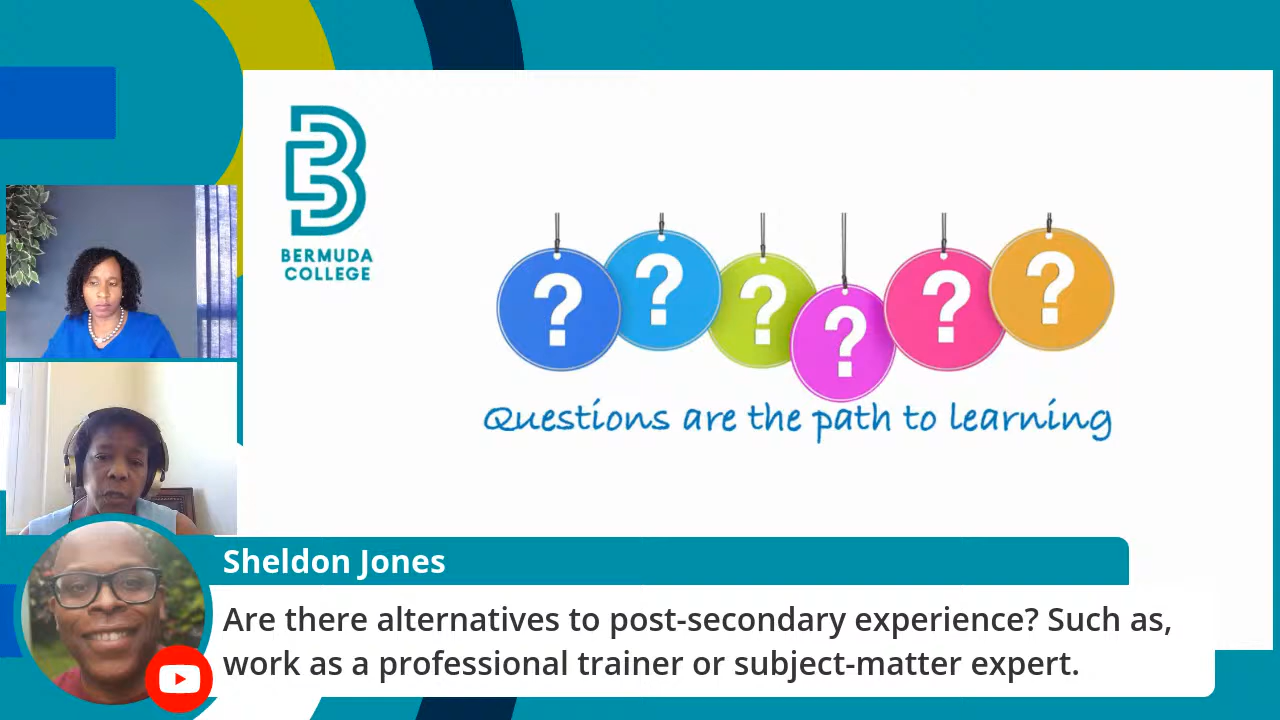 BERMUDA
COLLEGE
? ? ? ? ? ?
Questions are the path to learning
Sheldon Jones
Are there alternatives to post-secondary experience? Such as,
work as a professional trainer or subject-matter expert.